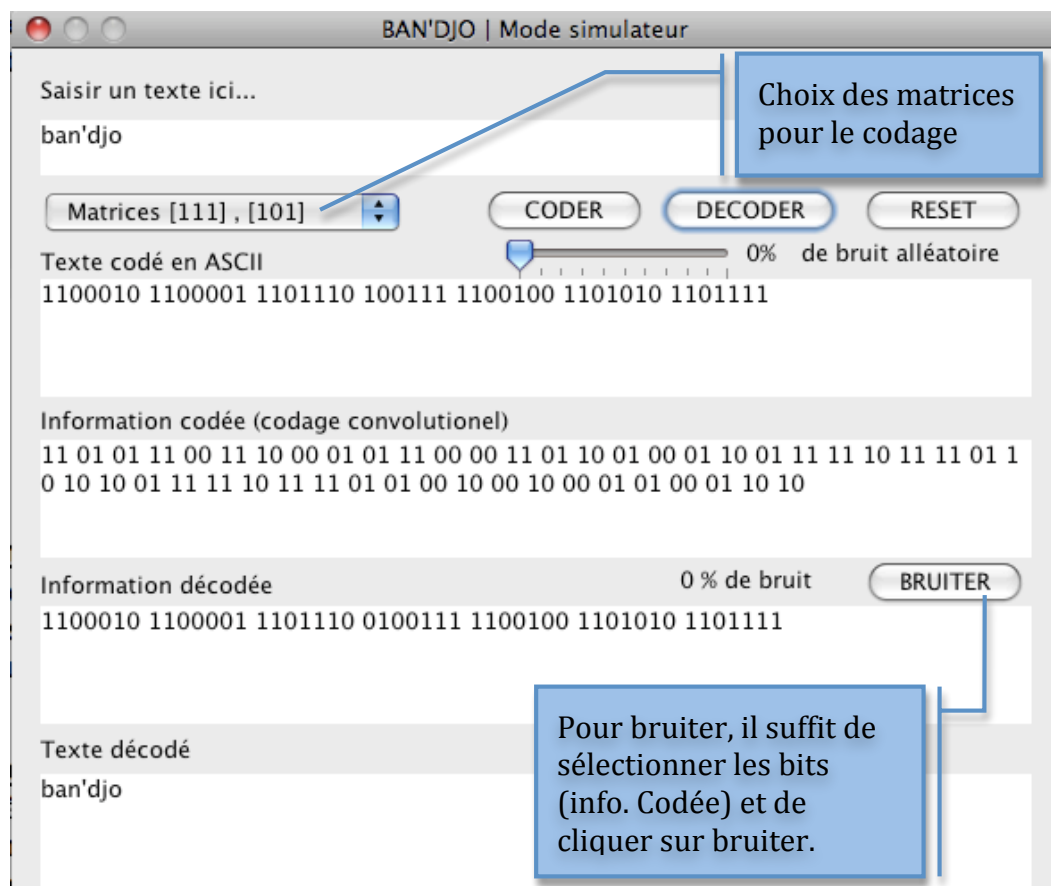 BAN'DJO | Mode simulateur
Saisir un texte ici...
ban'djo
Choix des matrices
pour le codage
Matrices [111] , [101]
CODER
DECODER
RESET
0% de bruit alléatoire
Texte codé en ASCII
1100010 1100001 1101110 100111 1100100 1101010 1101111
Information codée (codage convolutionel)
11 01 01 11 00 11 10 00 01 01 11 00 00 11 01 10 01 00 01 10 01 11 11 10 11 11 01 1
0 10 10 01 11 11 10 11 11 01 01 00 10 00 10 00 01 01 00 01 10 10
Information décodée
0 % de bruit
BRUITER
1100010 1100001 1101110 0100111 1100100 1101010 1101111
Pour bruiter, il suffit de
sélectionner les bits
(info. Codée) et de
cliquer sur bruiter.
Texte décodé
ban'djo